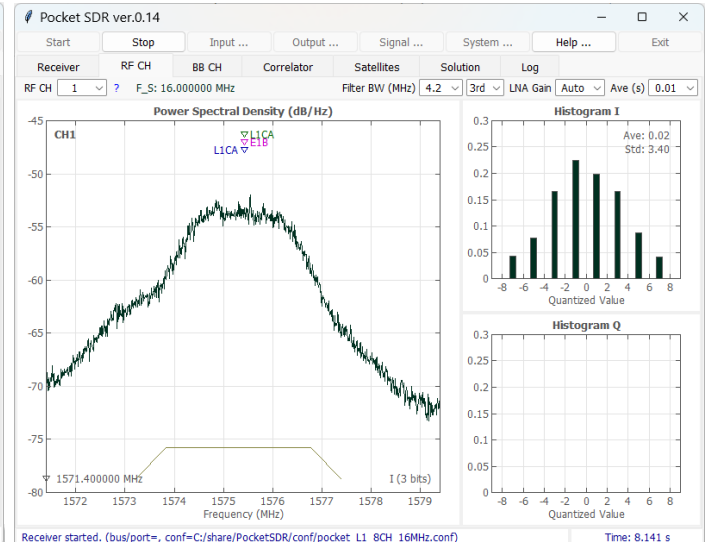 Pocket SDR ver.0.14
Start Stop Input ... Output ... Signal ... System ... Help ... Exit
Receiver RF CH BB CH Correlator Satellites Solution Log
RF CH 1 ? F_S: 16.000000 MHz Filter BW (MHz) 4.2 3rd LNA Gain Auto Ave (s) 0.01
Power Spectral Density (dB/Hz)
CH1
L1CA
E1B
L1CA
-45
-50
-55
-60
-65
-70
-75
-80
1571.400000 MHz
I (3 bits)
1572 1573 1574 1575 1576 1577 1578 1579
Frequency (MHz)
Histogram I
Ave: 0.02
Std: 3.40
0.3
0.25
0.2
0.15
0.1
0.05
0
-8 -6 -4 -2 0 2 4 6 8
Quantized Value
Histogram Q
0.3
0.25
0.2
0.15
0.1
0.05
0
-8 -6 -4 -2 0 2 4 6 8
Quantized Value
Receiver started. (bus/port=, conf=C:/share/PocketSDR/conf/pocket_L1_8CH_16MHz.conf)
Time: 8.141 s